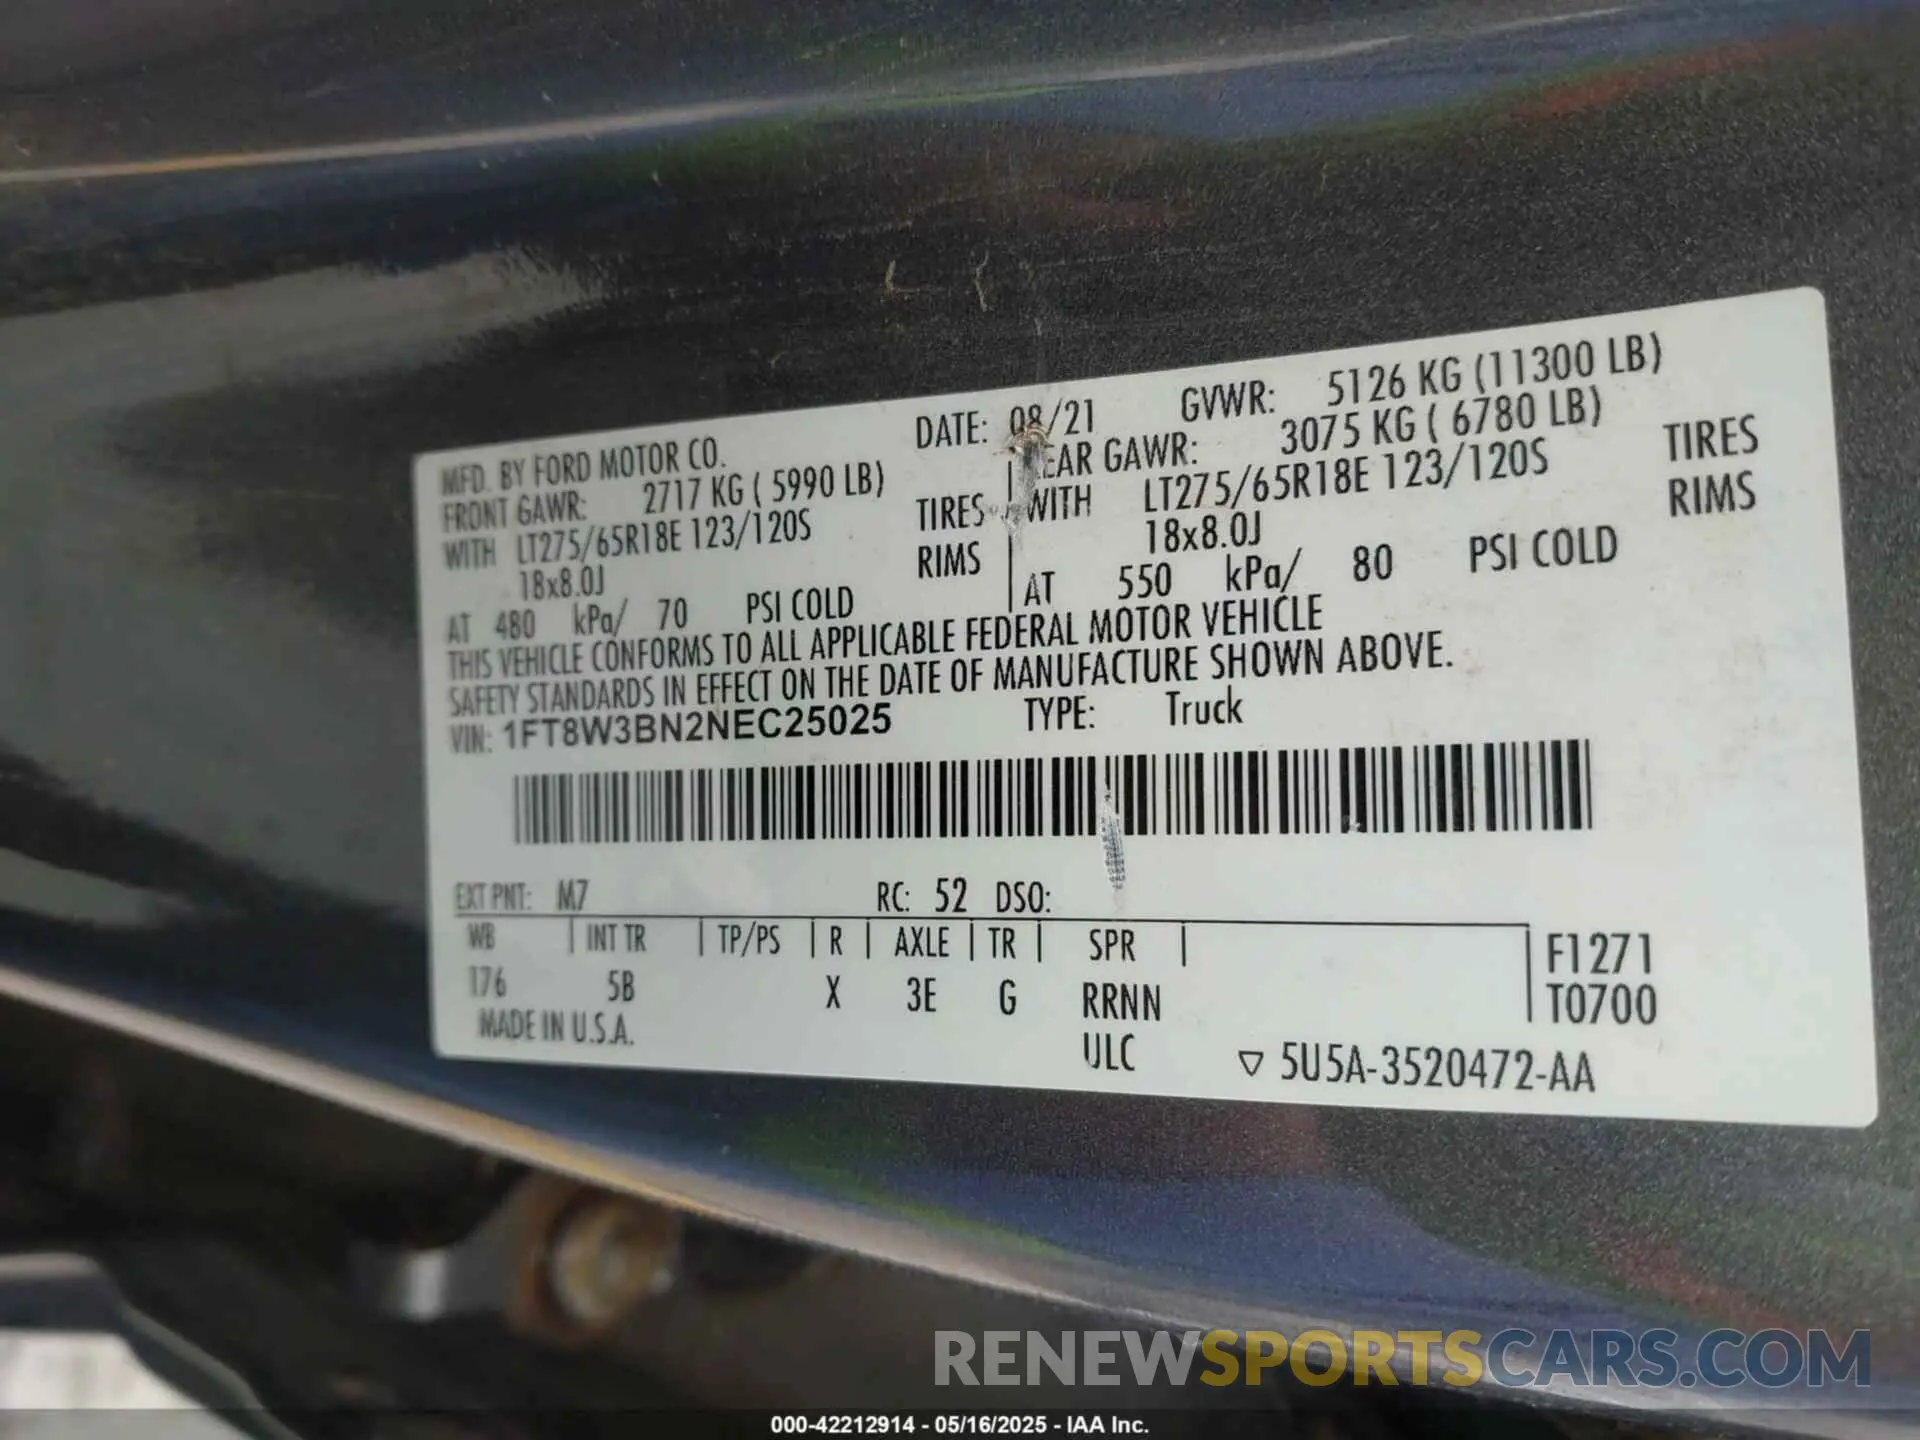 MFD. BY FORD MOTOR CO. DATE: 08/21 GVWR: 5126 KG (11300 LB)
FRONT GAWR: 2717 KG ( 5990 LB) REAR GAWR: 3075 KG ( 6780 LB)
WITH LT275/65R18E 123/120S TIRES WITH LT275/65R18E 123/120S TIRES
18x8.0J RIMS 18x8.0J RIMS
AT 480 kPa/ 70 PSI COLD AT 550 kPa/ 80 PSI COLD
THIS VEHICLE CONFORMS TO ALL APPLICABLE FEDERAL MOTOR VEHICLE
SAFETY STANDARDS IN EFFECT ON THE DATE OF MANUFACTURE SHOWN ABOVE.
VIN: 1FT8W3BN2NEC25025 TYPE: Truck
EXT PNT: M7 RC: 52 DSO:
WB INT TR TP/PS R AXLE TR SPR F1271
176 5B X 3E G RRNN T0700
MADE IN U.S.A. ULC ▽ 5U5A-3520472-AA
RENEWSPORTSCARS.COM
000-42212914 - 05/16/2025 - IAA Inc.